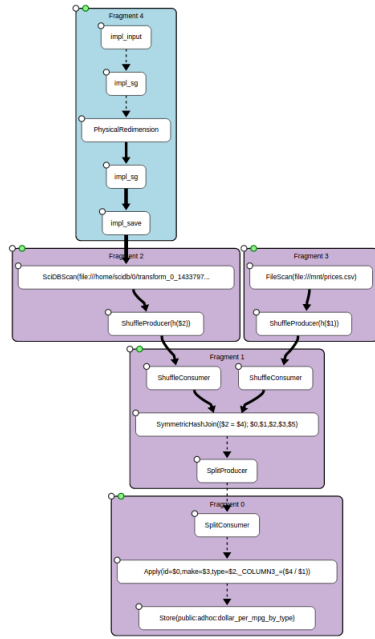 Fragment 4
impl_input
impl_sg
PhysicalRedimension
impl_sg
impl_save
Fragment 2
SciDBScan(file:///home/scidb/0/transform_0_1433797...
ShuffleProducer(h($2))
Fragment 3
FileScan(file://mnt/prices.csv)
ShuffleProducer(h($1))
Fragment 1
ShuffleConsumer
ShuffleConsumer
SymmetricHashJoin(($2 = $4); $0,$1,$2,$3,$5)
SplitProducer
Fragment 0
SplitConsumer
Apply(id=$0,make=$3,type=$2,_COLUMN3_=($4 / $1))
Store(public:adhoc:dollar_per_mpg_by_type)